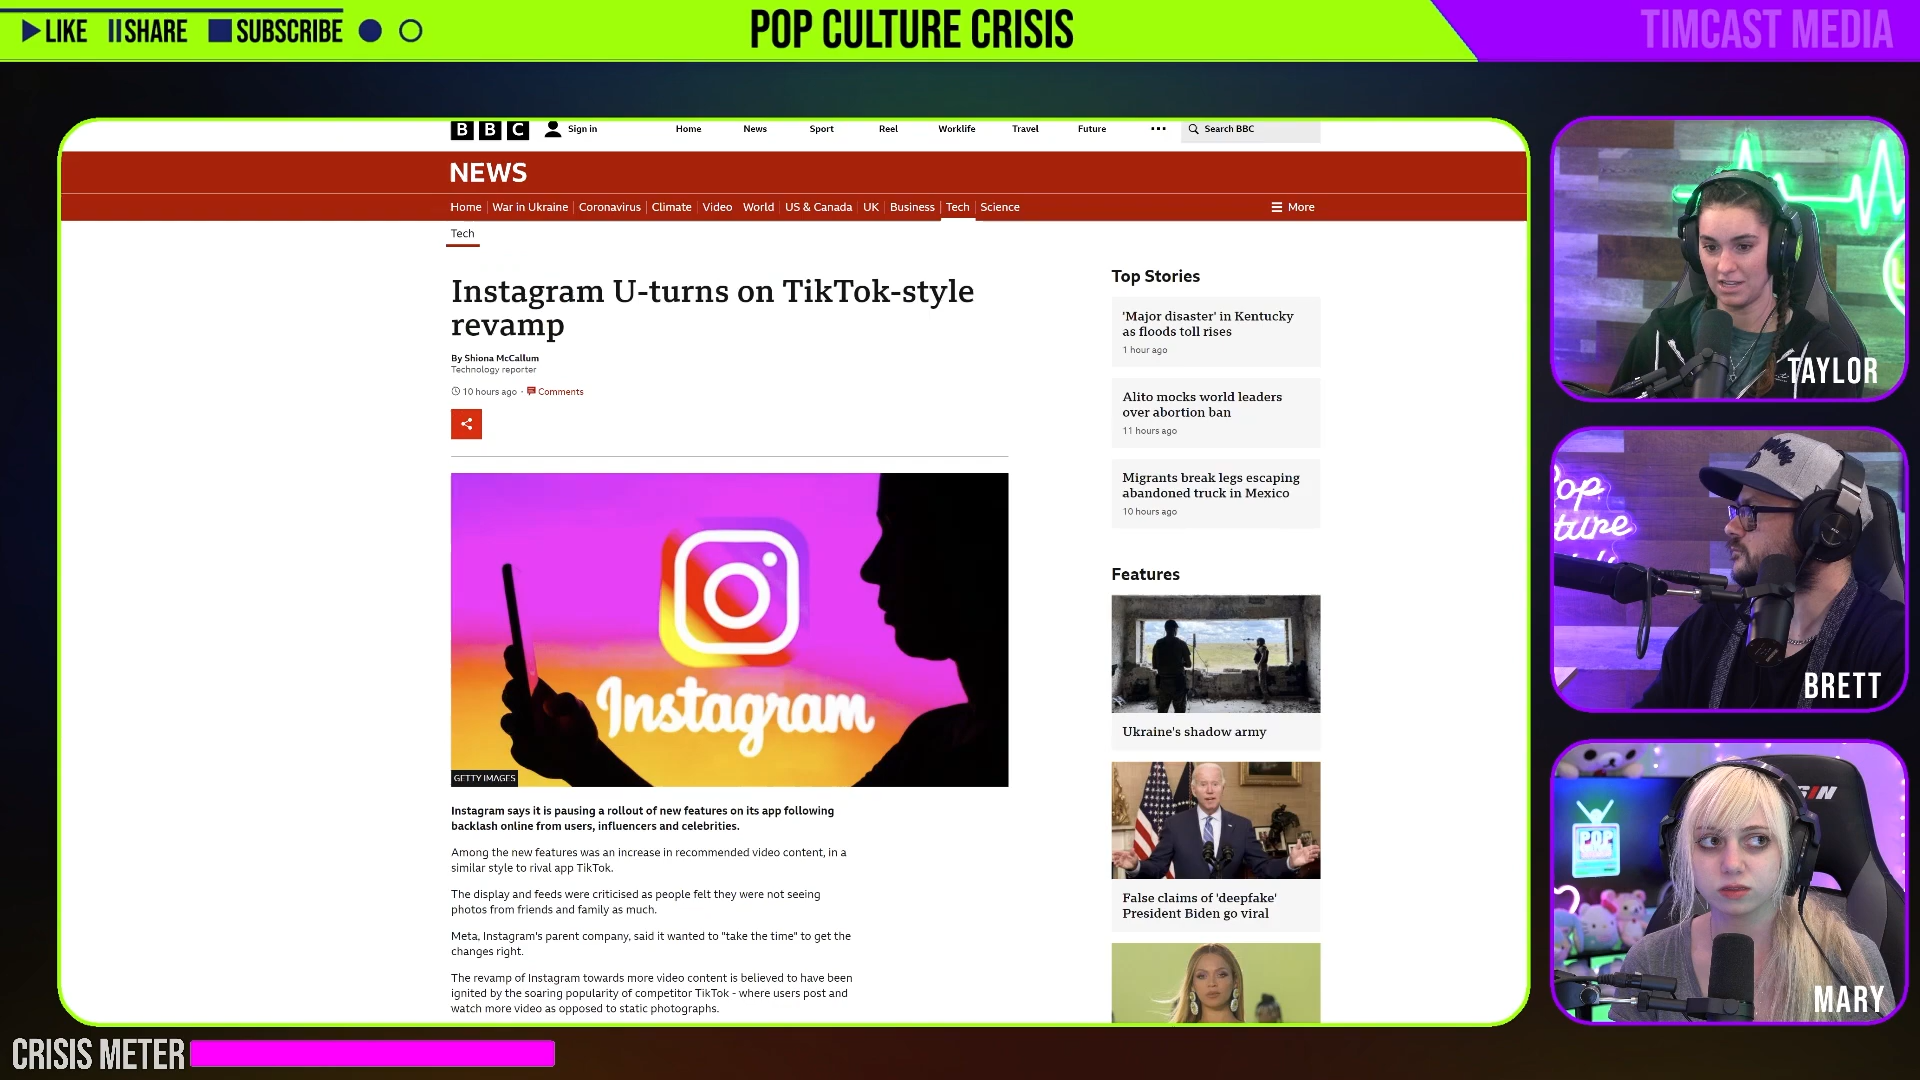 LIKE SHARE SUBSCRIBE
POP CULTURE CRISIS
TIMCAST MEDIA
BBC Sign in Home News Sport Reel Worklife Travel Future ... Search BBC
NEWS
Home War in Ukraine Coronavirus Climate Video World US & Canada UK Business Tech Science More
Tech
Instagram U-turns on TikTok-style
revamp
By Shiona McCallum
Technology reporter
10 hours ago · Comments
Instagram
GETTY IMAGES
Instagram says it is pausing a rollout of new features on its app following
backlash online from users, influencers and celebrities.
Among the new features was an increase in recommended video content, in a
similar style to rival app TikTok.
The display and feeds were criticised as people felt they were not seeing
photos from friends and family as much.
Meta, Instagram's parent company, said it wanted to "take the time" to get the
changes right.
The revamp of Instagram towards more video content is believed to have been
ignited by the soaring popularity of competitor TikTok - where users post and
watch more video as opposed to static photographs.
Top Stories
'Major disaster' in Kentucky
as floods toll rises
1 hour ago
Alito mocks world leaders
over abortion ban
11 hours ago
Migrants break legs escaping
abandoned truck in Mexico
10 hours ago
Features
Ukraine's shadow army
False claims of 'deepfake'
President Biden go viral
TAYLOR
BRETT
POP
MARY
CRISIS METER